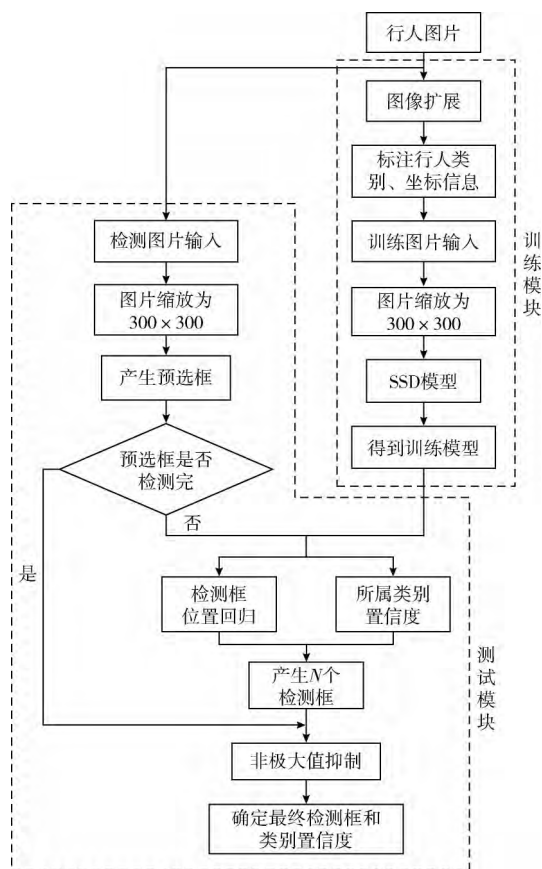 行人图片
图像扩展
标注行人类
别、坐标信息
训练图片输入
图片缩放为
300×300
SSD模型
得到训练模型
训练模块
检测图片输入
图片缩放为
300×300
产生预选框
预选框是否
检测完
否
是
检测框
位置回归
所属类别
置信度
产生N个
检测框
非极大值抑制
确定最终检测框和
类别置信度
测试模块